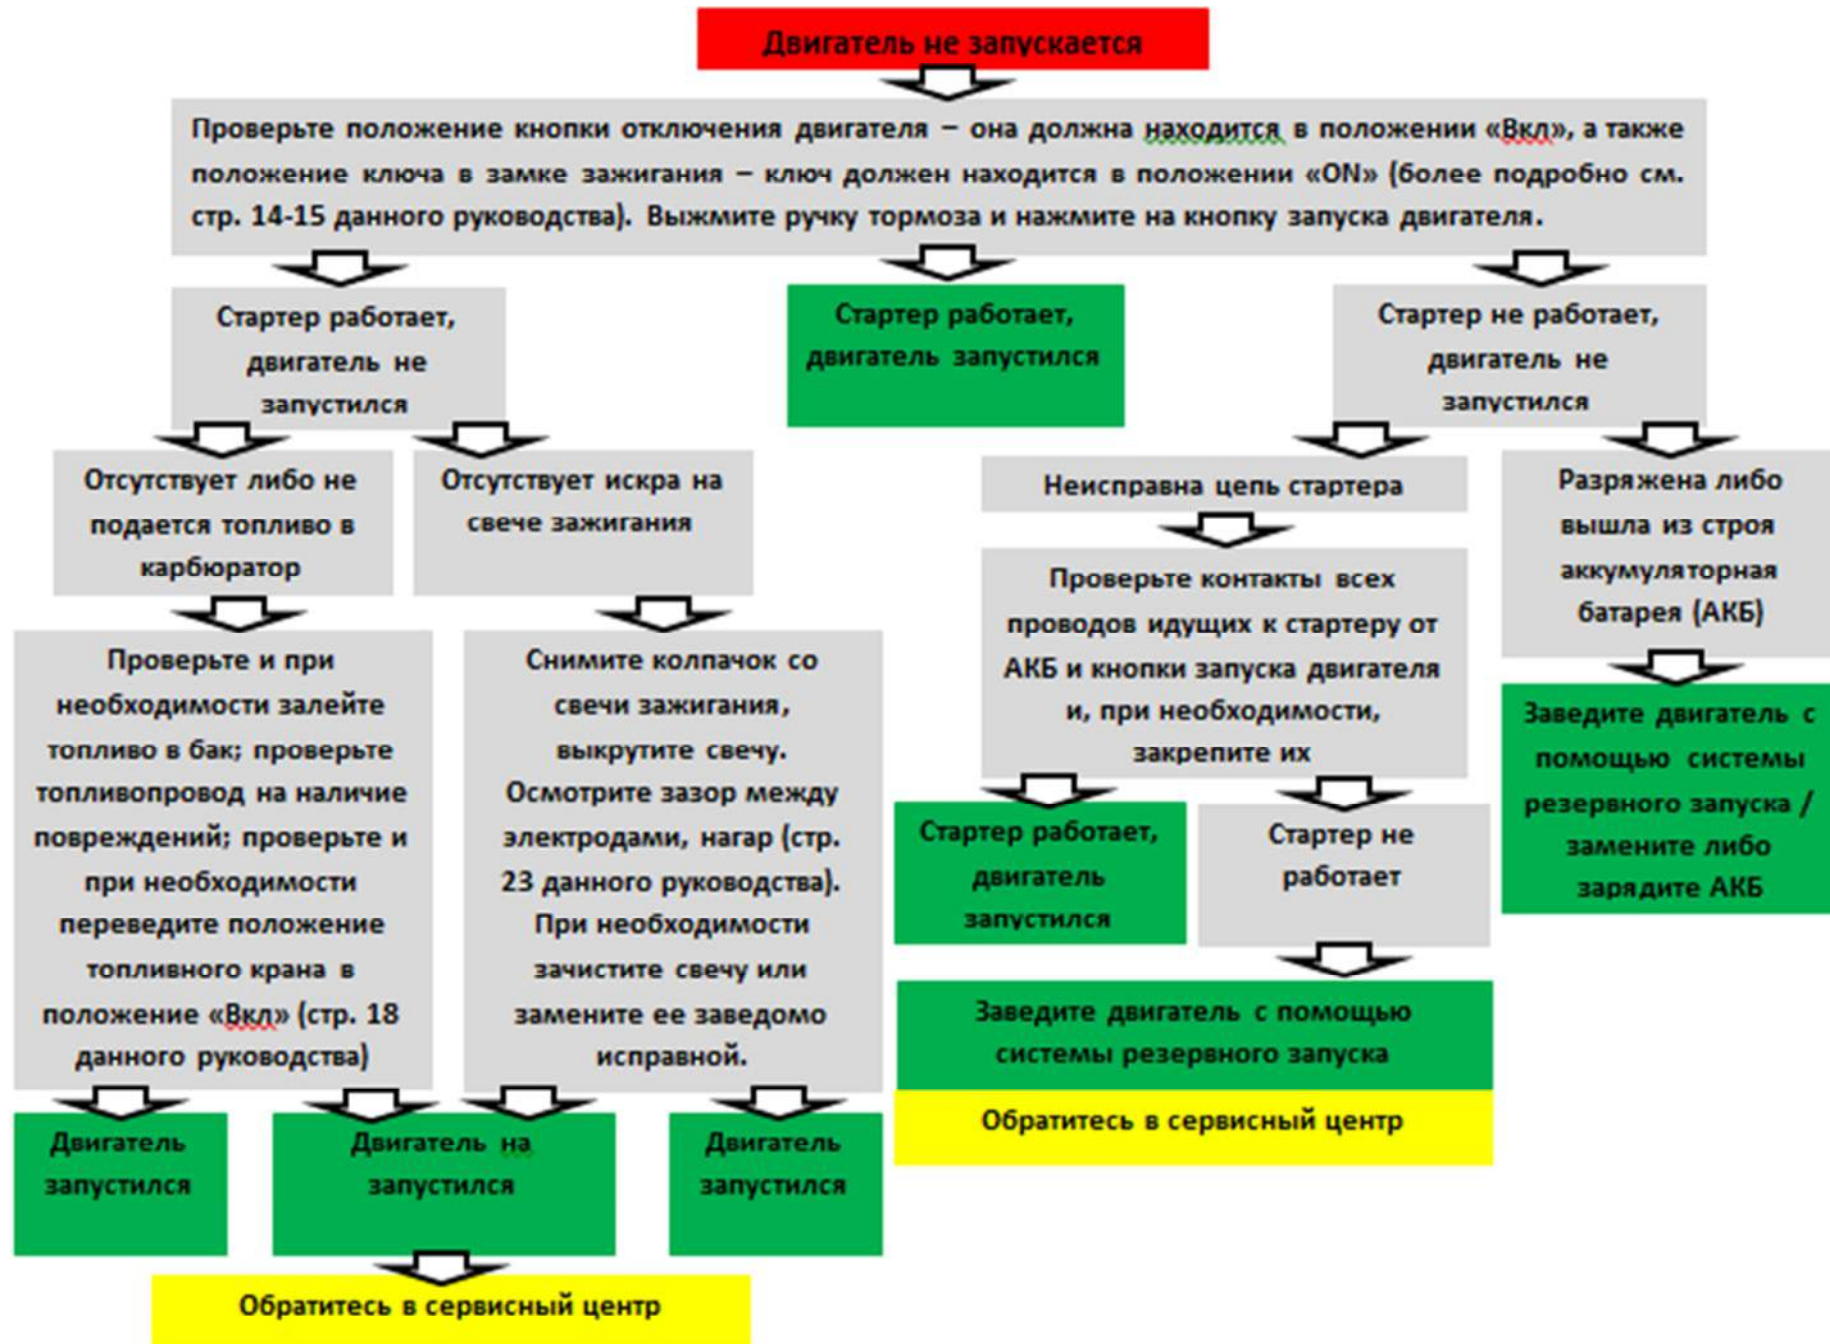 Двигатель не запускается
Проверьте положение кнопки отключения двигателя – она должна находится в положении «Вкл», а также
положение ключа в замке зажигания – ключ должен находится в положении «ON» (более подробно см.
стр. 14-15 данного руководства). Выжмите ручку тормоза и нажмите на кнопку запуска двигателя.
Стартер работает,
двигатель не
запустился
Стартер работает,
двигатель запустился
Стартер не работает,
двигатель не
запустился
Отсутствует либо не
подается топливо в
карбюратор
Отсутствует искра на
свече зажигания
Неисправна цепь стартера
Разряжена либо
вышла из строя
аккумуляторная
батарея (АКБ)
Проверьте и при
необходимости залейте
топливо в бак; проверьте
топливопровод на наличие
повреждений; проверьте и
при необходимости
переведите положение
топливного крана в
положение «Вкл» (стр. 18
данного руководства)
Снимите колпачок со
свечи зажигания,
выкрутите свечу.
Осмотрите зазор между
электродами, нагар (стр.
23 данного руководства).
При необходимости
зачистите свечу или
замените ее заведомо
исправной.
Проверьте контакты всех
проводов идущих к стартеру от
АКБ и кнопки запуска двигателя
и, при необходимости,
закрепите их
Заведите двигатель с
помощью системы
резервного запуска /
замените либо
зарядите АКБ
Стартер работает,
двигатель
запустился
Стартер не
работает
Заведите двигатель с помощью
системы резервного запуска
Обратитесь в сервисный центр
Двигатель
запустился
Двигатель на
запустился
Двигатель
запустился
Обратитесь в сервисный центр